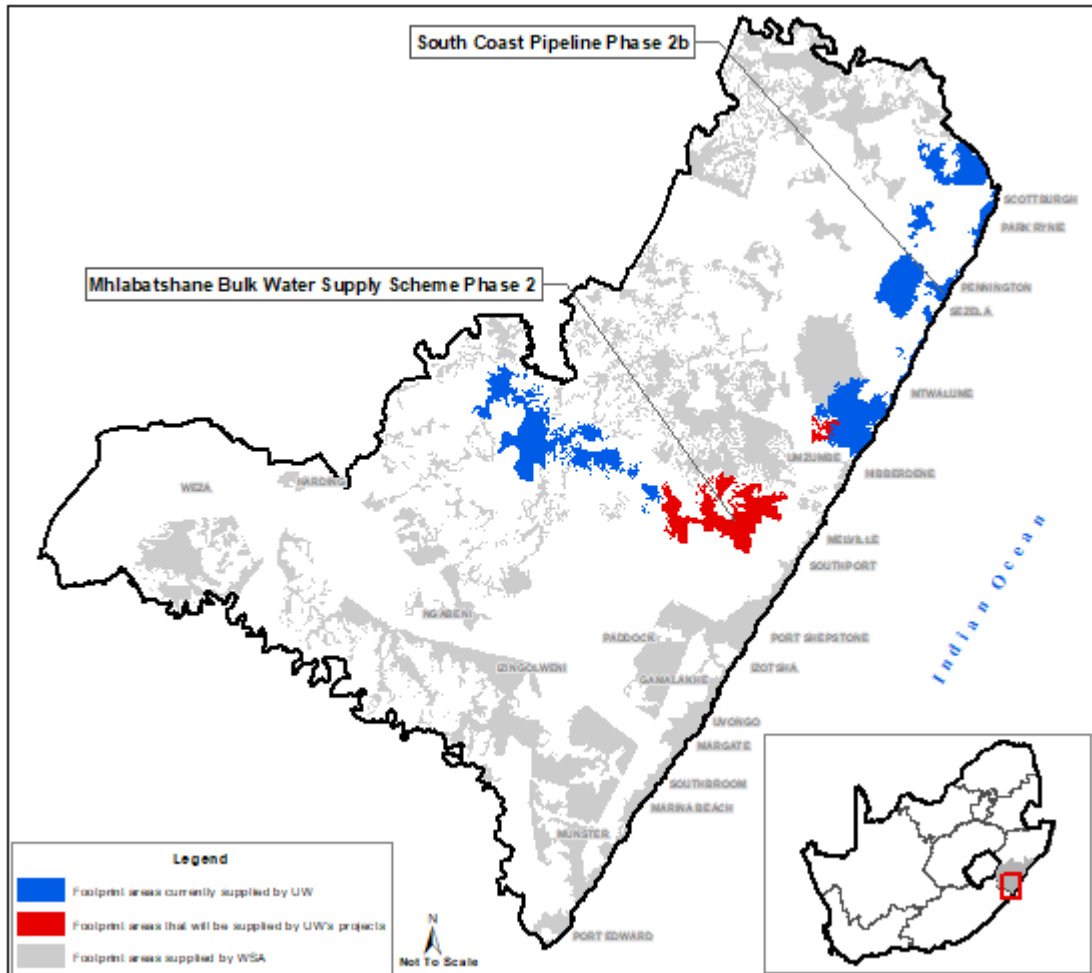 South Coast Pipeline Phase 2b
SCOTTBURGH
PARK RYNIE
Mhlabatshane Bulk Water Supply Scheme Phase 2
PENNINGTON
SEZELA
MTWALUME
UMZUMBE
HIBBERDENE
HARDING
WEZA
MELVILLE
SOUTHPORT
Indian Ocean
NGABENI
PADDOCK
PORT SHEPSTONE
IZINGOLWENI
IZOTSHA
GAMALAKHE
UVONGO
MARGATE
SOUTHBROOM
MARINA BEACH
MUNSTER
PORT EDWARD
Legend
Footprint areas currently supplied by UW
Footprint areas that will be supplied by UW's projects
Footprint areas supplied by WSA
N
Not To Scale